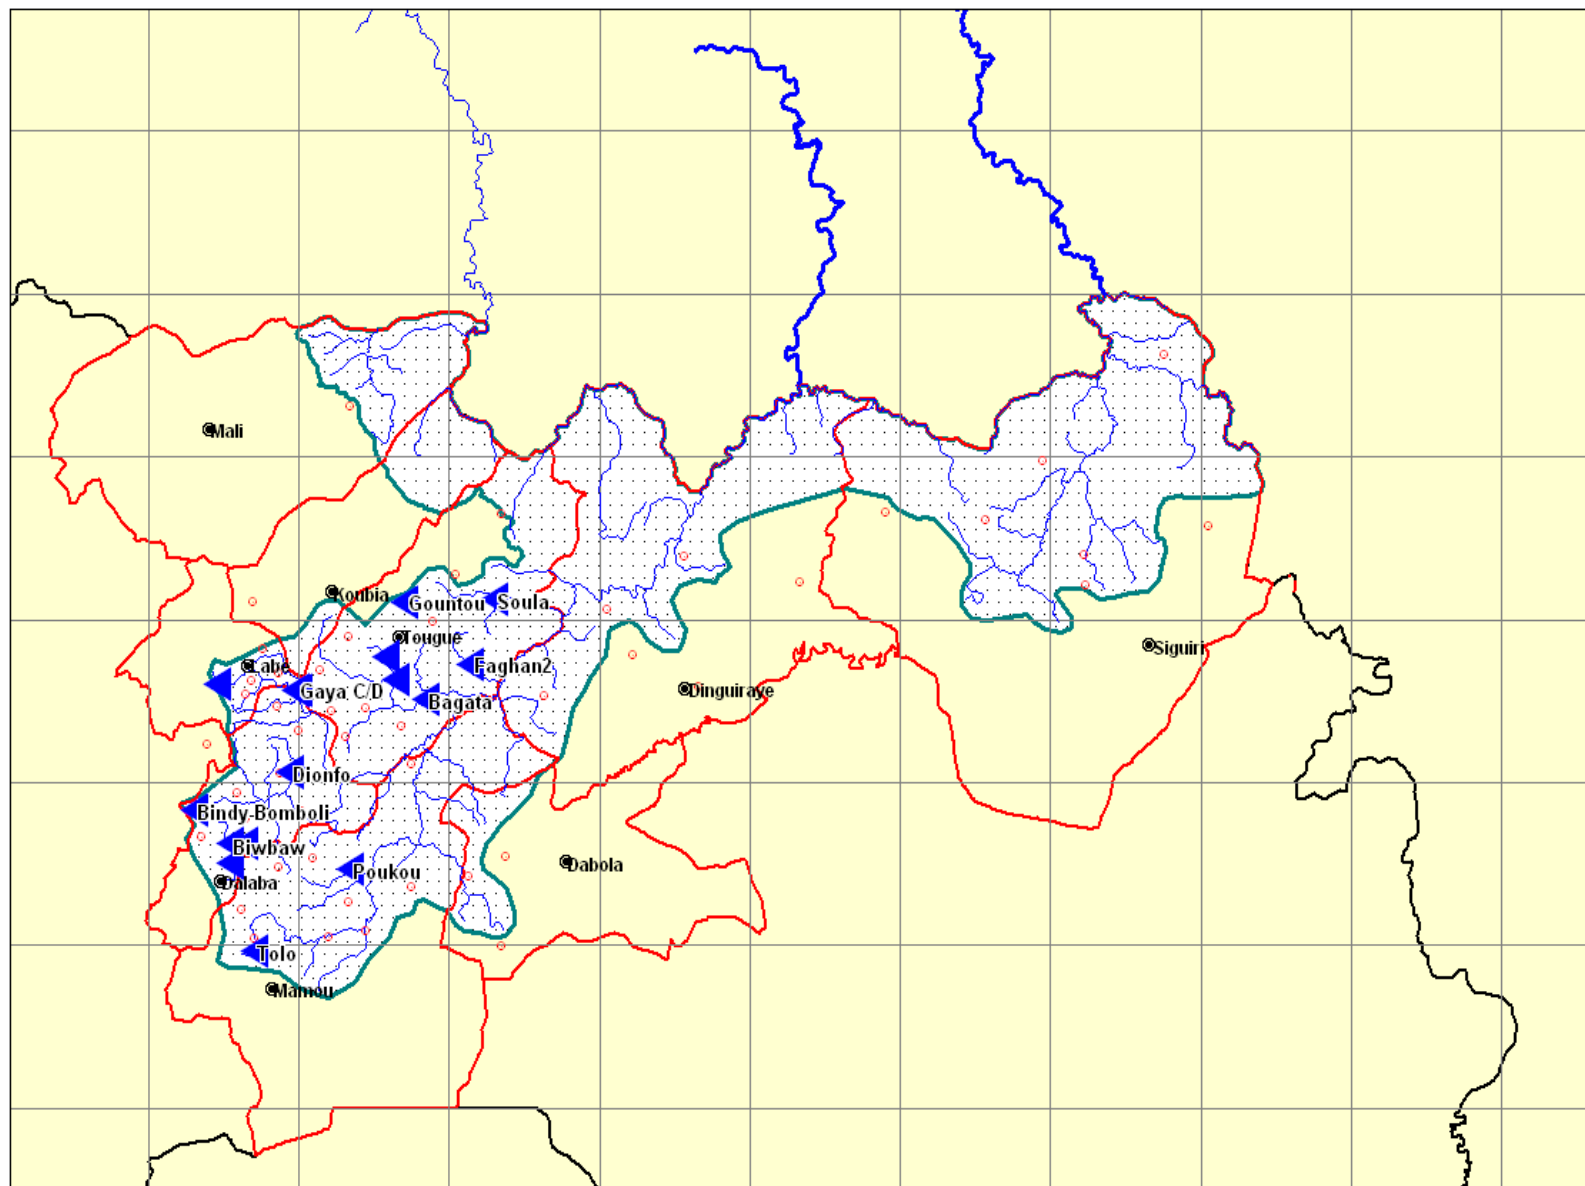 Mali
Koubia
Gountou
Soula
Tougue
Labe
Faghan2
Gaya C/D
Bagata
Siguiri
Dinguiraye
Dionfo
Bindy-Bomboli
Biwbaw
Dabola
Poukou
Dalaba
Tolo
Mamou